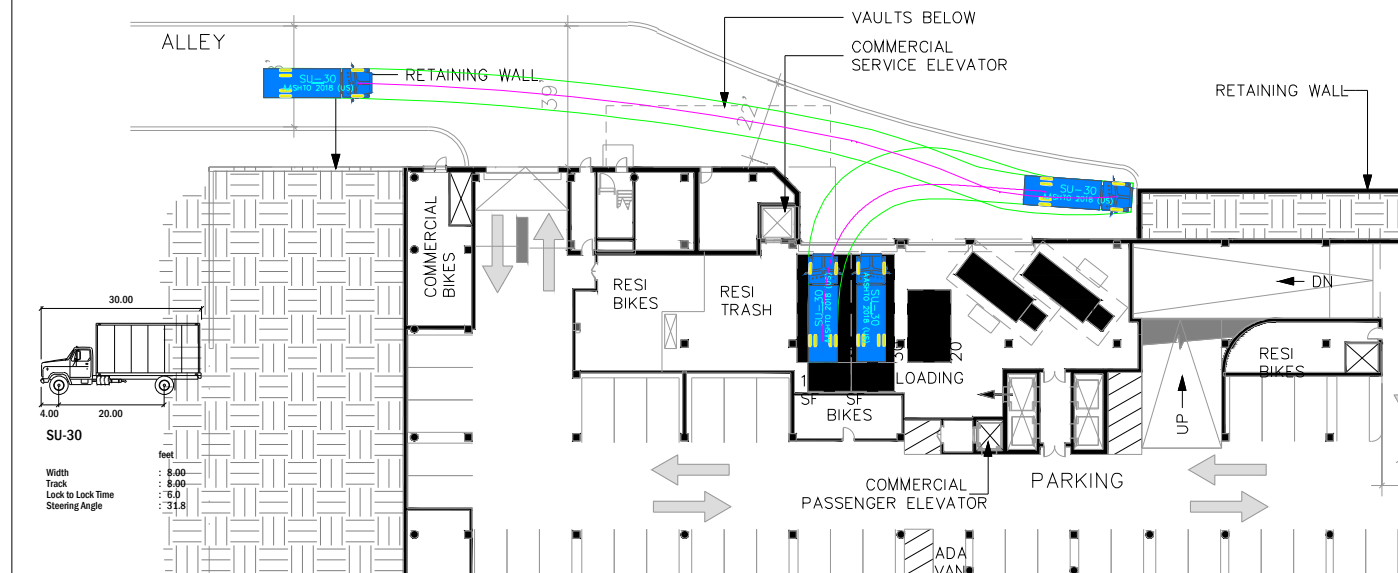 VAULTS BELOW
ALLEY
COMMERCIAL
SERVICE ELEVATOR
RETAINING WALL
SU-30
AASHTO 2018 (US)
RETAINING WALL
39'
22'
SU-30
AASHTO 2018 (US)
COMMERCIAL
BIKES
RESI
BIKES
RESI
TRASH
SU-30
AASHTO 2018 (US)
SU-30
AASHTO 2018 (US)
DN
30.00
30
20
LOADING
RESI
BIKES
4.00
20.00
1
SF
SF
BIKES
UP
SU-30
feet
Width : 8.00
Track : 8.00
Lock to Lock Time : 6.0
Steering Angle : 31.8
PARKING
COMMERCIAL
PASSENGER ELEVATOR
ADA
VAN